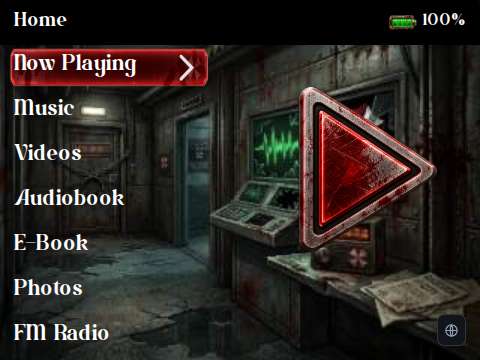 Home
100%
Now Playing
Music
Videos
Audiobook
E-Book
Photos
FM Radio